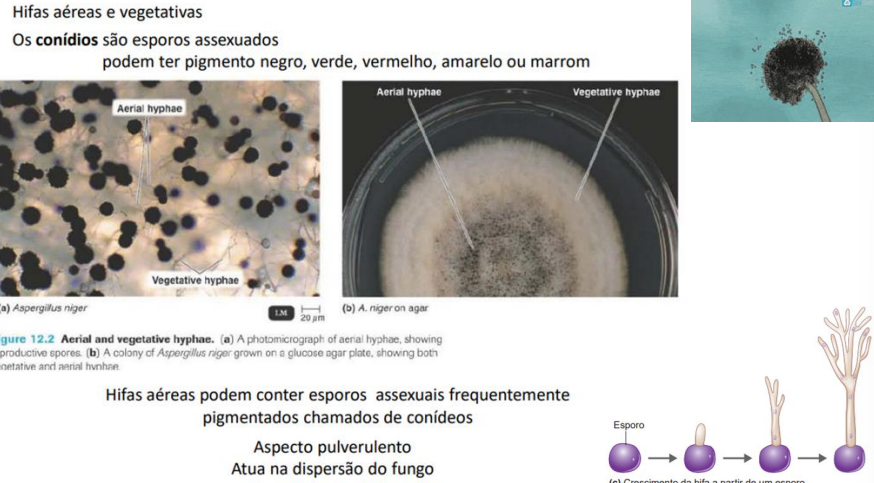 Hifas aéreas e vegetativas
Os conídios são esporos assexuados
podem ter pigmento negro, verde, vermelho, amarelo ou marrom
Aerial hyphae
Vegetative hyphae
(a) Aspergillus niger
LM
20 µm
Aerial hyphae
Vegetative hyphae
(b) A. niger on agar
gure 12.2 Aerial and vegetative hyphae. (a) A photomicrograph of aerial hyphae, showing
productive spores. (b) A colony of Aspergillus niger grown on a glucose agar plate, showing both
getative and aerial hyphae.
Hifas aéreas podem conter esporos assexuais frequentemente
pigmentados chamados de conídeos
Aspecto pulverulento
Atua na dispersão do fungo
Esporo
(c) Crescimento da hifa a partir de um esporo